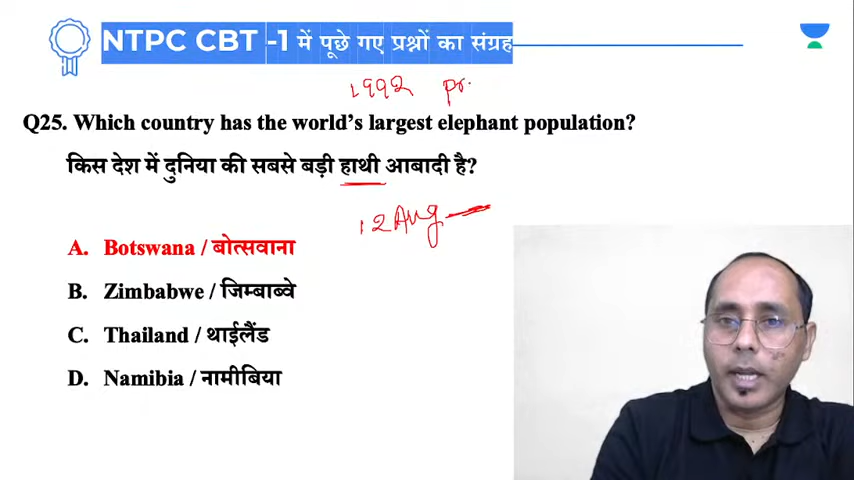 NTPC CBT -1 में पूछे गए प्रश्नों का संग्रह
1992 pr.
Q25. Which country has the world's largest elephant population?
किस देश में दुनिया की सबसे बड़ी हाथी आबादी है?
12 Aug
A. Botswana / बोत्सवाना
B. Zimbabwe / जिम्बाब्वे
C. Thailand / थाईलैंड
D. Namibia / नामीबिया